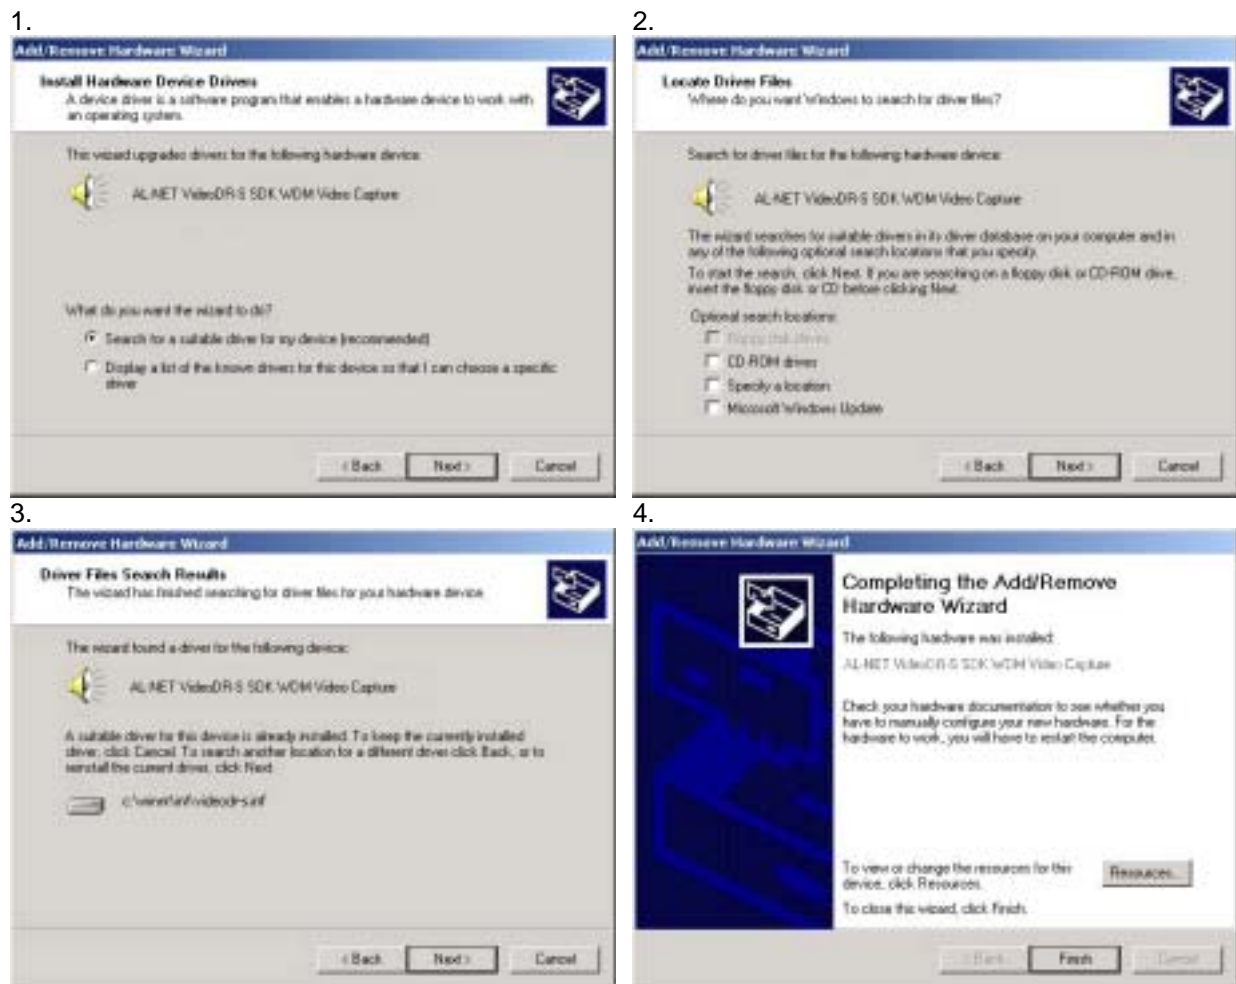 1.
Add/Remove Hardware Wizard
Install Hardware Device Drivers
A device driver is a software program that enables a hardware device to work with
an operating system.
This wizard upgrades drivers for the following hardware device:
AL-NET VideoDR-S SDK WDM Video Capture
What do you want the wizard to do?
Search for a suitable driver for my device (recommended)
Display a list of the known drivers for this device so that I can choose a specific
driver
< Back Next > Cancel
2.
Add/Remove Hardware Wizard
Locate Driver Files
Where do you want Windows to search for driver files?
Search for driver files for the following hardware device:
AL-NET VideoDR-S SDK WDM Video Capture
The wizard searches for suitable drivers in its driver database on your computer and in
any of the following optional search locations that you specify.
To start the search, click Next. If you are searching on a floppy disk or CD-ROM drive,
insert the floppy disk or CD before clicking Next.
Optional search locations:
Floppy disk drives
CD-ROM drives
Specify a location
Microsoft Windows Update
< Back Next > Cancel
3.
Add/Remove Hardware Wizard
Driver Files Search Results
The wizard has finished searching for driver files for your hardware device.
The wizard found a driver for the following device:
AL-NET VideoDR-S SDK WDM Video Capture
A suitable driver for this device is already installed. To keep the currently installed
driver, click Cancel. To search another location for a different driver click Back, or to
reinstall the current driver, click Next.
c:\winnt\inf\videodr-s.inf
< Back Next > Cancel
4.
Add/Remove Hardware Wizard
Completing the Add/Remove
Hardware Wizard
The following hardware was installed:
AL-NET VideoDR-S SDK WDM Video Capture
Check your hardware documentation to see whether you
have to manually configure your new hardware. For the
hardware to work, you will have to restart the computer.
To view or change the resources for this
device, click Resources.
Resources...
To close this wizard, click Finish.
< Back Finish Cancel